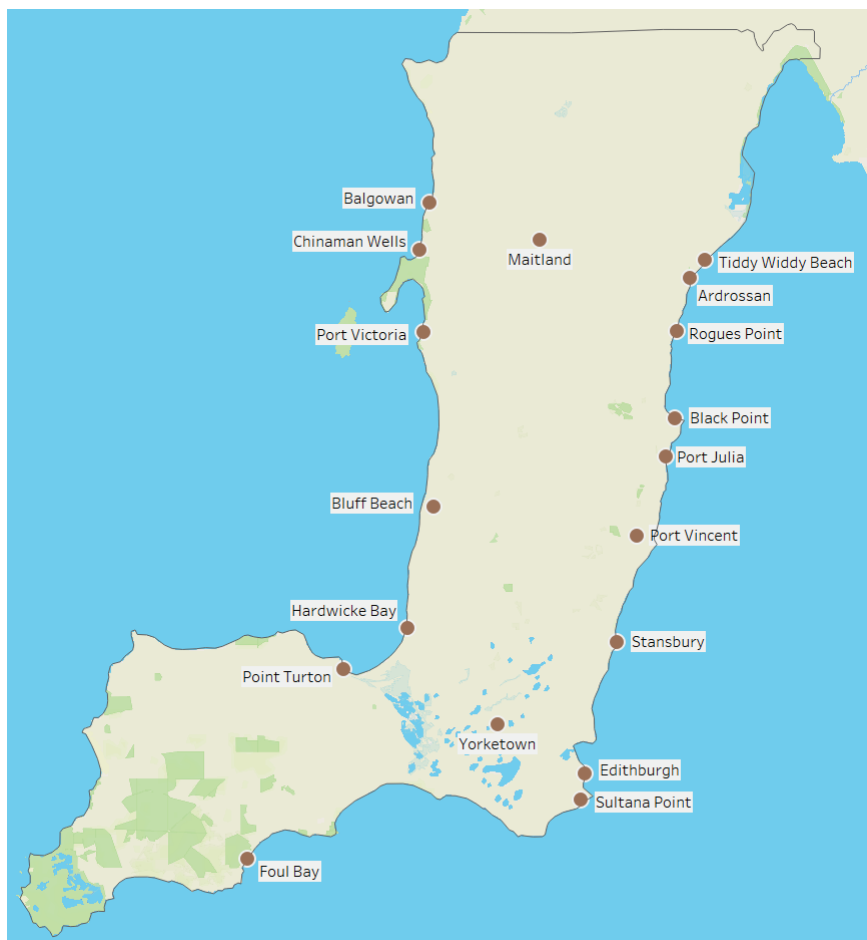 Balgowan
Chinaman Wells
Maitland
Tiddy Widdy Beach
Ardrossan
Port Victoria
Rogues Point
Black Point
Port Julia
Bluff Beach
Port Vincent
Hardwicke Bay
Stansbury
Point Turton
Yorketown
Edithburgh
Sultana Point
Foul Bay